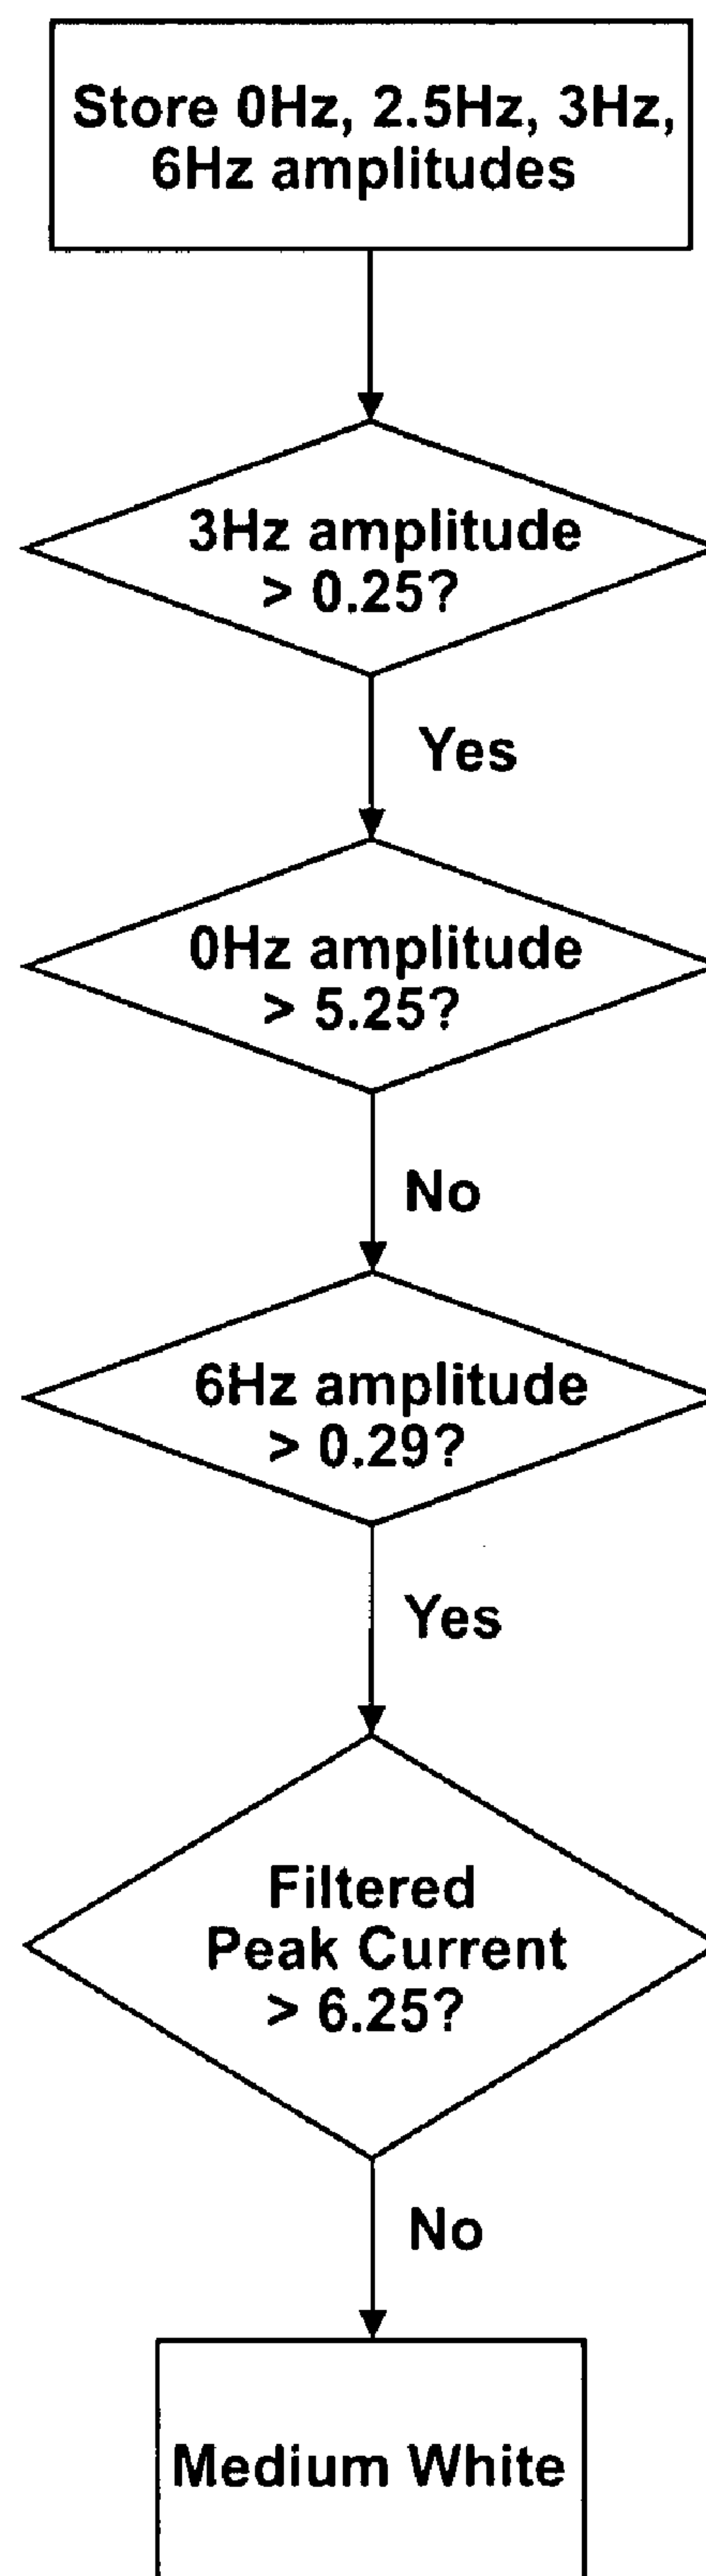 Store 0Hz, 2.5Hz, 3Hz,
6Hz amplitudes
3Hz amplitude
> 0.25?
Yes
0Hz amplitude
> 5.25?
No
6Hz amplitude
> 0.29?
Yes
Filtered
Peak Current
> 6.25?
No
Medium White